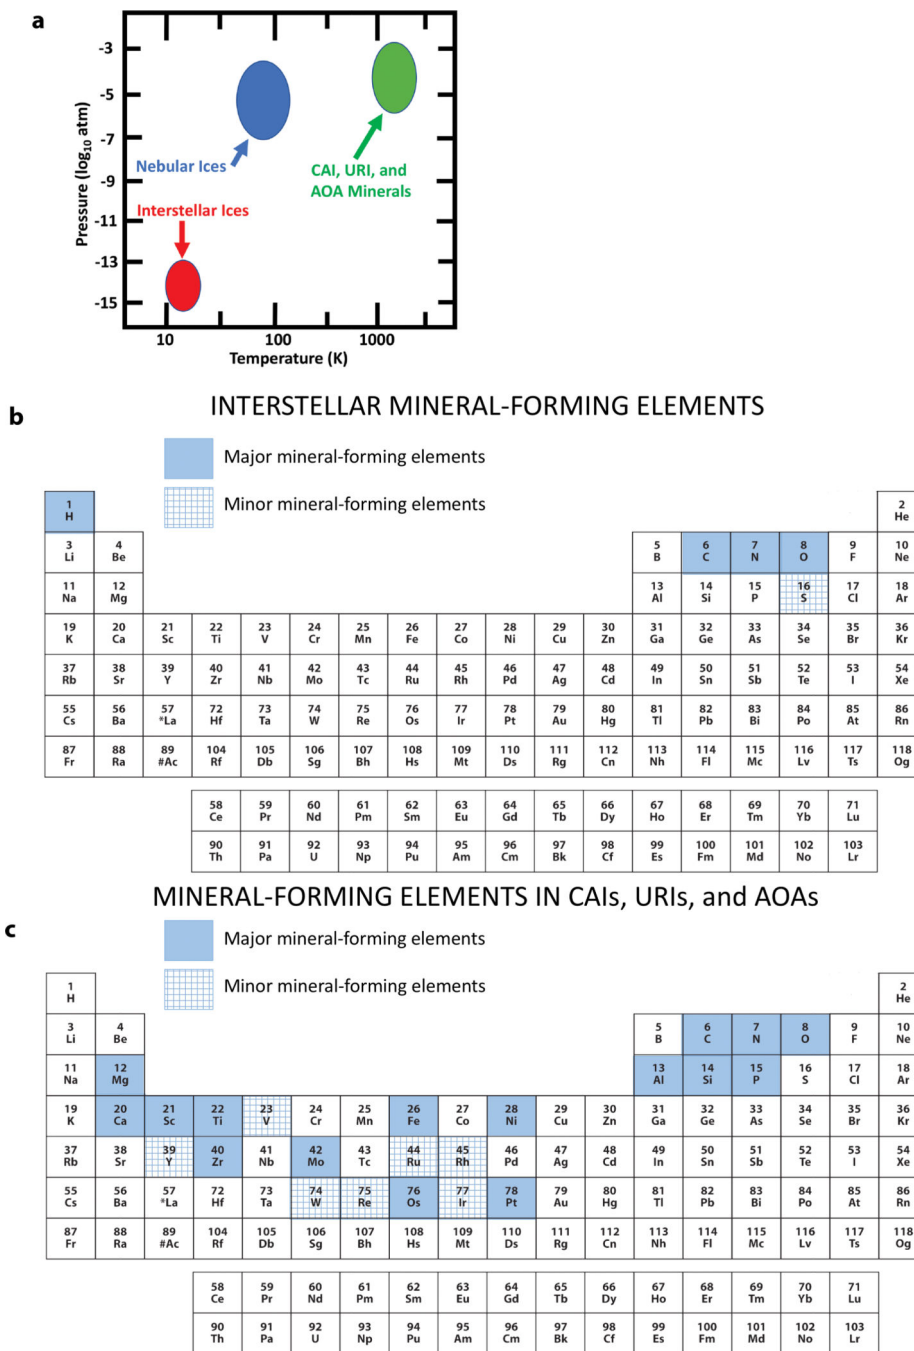 a
-3
-5
-7
-9
-11
-13
-15
Pressure (log10 atm)
Nebular Ices
CAI, URI, and
AOA Minerals
Interstellar Ices
10 100 1000
Temperature (K)
b
INTERSTELLAR MINERAL-FORMING ELEMENTS
Major mineral-forming elements
Minor mineral-forming elements
1 2
H He
3 4 5 6 7 8 9 10
Li Be B C N O F Ne
11 12 13 14 15 16 17 18
Na Mg Al Si P S Cl Ar
19 20 21 22 23 24 25 26 27 28 29 30 31 32 33 34 35 36
K Ca Sc Ti V Cr Mn Fe Co Ni Cu Zn Ga Ge As Se Br Kr
37 38 39 40 41 42 43 44 45 46 47 48 49 50 51 52 53 54
Rb Sr Y Zr Nb Mo Tc Ru Rh Pd Ag Cd In Sn Sb Te I Xe
55 56 57 72 73 74 75 76 77 78 79 80 81 82 83 84 85 86
Cs Ba *La Hf Ta W Re Os Ir Pt Au Hg Tl Pb Bi Po At Rn
87 88 89 104 105 106 107 108 109 110 111 112 113 114 115 116 117 118
Fr Ra #Ac Rf Db Sg Bh Hs Mt Ds Rg Cn Nh Fl Mc Lv Ts Og
58 59 60 61 62 63 64 65 66 67 68 69 70 71
Ce Pr Nd Pm Sm Eu Gd Tb Dy Ho Er Tm Yb Lu
90 91 92 93 94 95 96 97 98 99 100 101 102 103
Th Pa U Np Pu Am Cm Bk Cf Es Fm Md No Lr
MINERAL-FORMING ELEMENTS IN CAIs, URIs, and AOAs
c
Major mineral-forming elements
Minor mineral-forming elements
1 2
H He
3 4 5 6 7 8 9 10
Li Be B C N O F Ne
11 12 13 14 15 16 17 18
Na Mg Al Si P S Cl Ar
19 20 21 22 23 24 25 26 27 28 29 30 31 32 33 34 35 36
K Ca Sc Ti V Cr Mn Fe Co Ni Cu Zn Ga Ge As Se Br Kr
37 38 39 40 41 42 43 44 45 46 47 48 49 50 51 52 53 54
Rb Sr Y Zr Nb Mo Tc Ru Rh Pd Ag Cd In Sn Sb Te I Xe
55 56 57 72 73 74 75 76 77 78 79 80 81 82 83 84 85 86
Cs Ba *La Hf Ta W Re Os Ir Pt Au Hg Tl Pb Bi Po At Rn
87 88 89 104 105 106 107 108 109 110 111 112 113 114 115 116 117 118
Fr Ra #Ac Rf Db Sg Bh Hs Mt Ds Rg Cn Nh Fl Mc Lv Ts Og
58 59 60 61 62 63 64 65 66 67 68 69 70 71
Ce Pr Nd Pm Sm Eu Gd Tb Dy Ho Er Tm Yb Lu
90 91 92 93 94 95 96 97 98 99 100 101 102 103
Th Pa U Np Pu Am Cm Bk Cf Es Fm Md No Lr